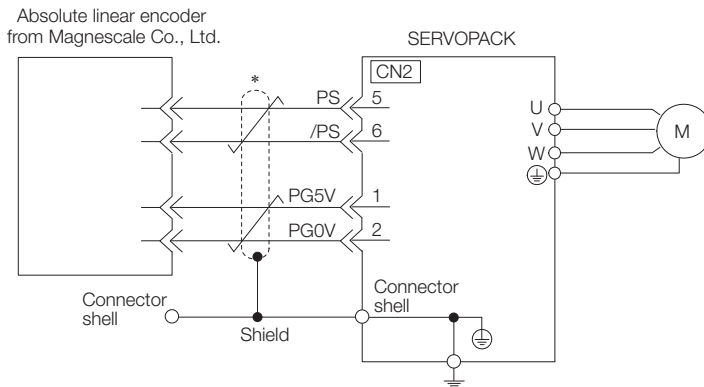 Absolute linear encoder
from Magnescale Co., Ltd.
SERVOPACK
CN2
*
PS 5
/PS 6
PG5V 1
PG0V 2
U
V
W
M
Connector
shell
Shield
Connector
shell